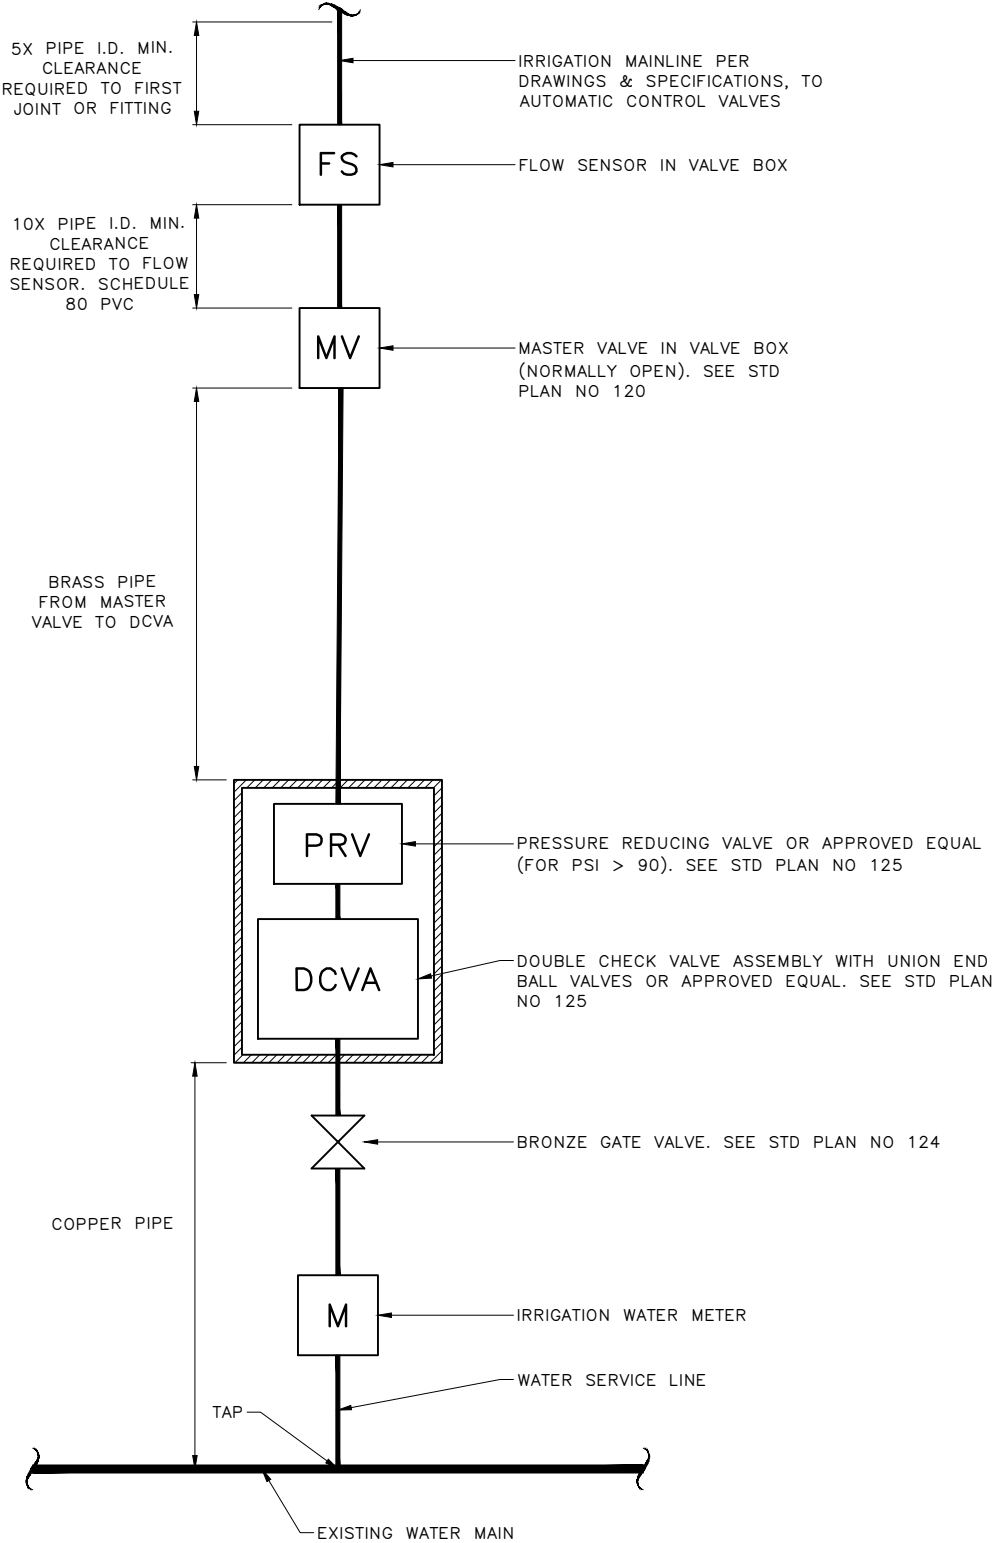 5X PIPE I.D. MIN.
CLEARANCE
REQUIRED TO FIRST
JOINT OR FITTING
IRRIGATION MAINLINE PER
DRAWINGS & SPECIFICATIONS, TO
AUTOMATIC CONTROL VALVES
FS
FLOW SENSOR IN VALVE BOX
10X PIPE I.D. MIN.
CLEARANCE
REQUIRED TO FLOW
SENSOR. SCHEDULE
80 PVC
MV
MASTER VALVE IN VALVE BOX
(NORMALLY OPEN). SEE STD
PLAN NO 120
BRASS PIPE
FROM MASTER
VALVE TO DCVA
PRV
PRESSURE REDUCING VALVE OR APPROVED EQUAL
(FOR PSI > 90). SEE STD PLAN NO 125
DCVA
DOUBLE CHECK VALVE ASSEMBLY WITH UNION END
BALL VALVES OR APPROVED EQUAL. SEE STD PLAN
NO 125
BRONZE GATE VALVE. SEE STD PLAN NO 124
COPPER PIPE
M
IRRIGATION WATER METER
WATER SERVICE LINE
TAP
EXISTING WATER MAIN